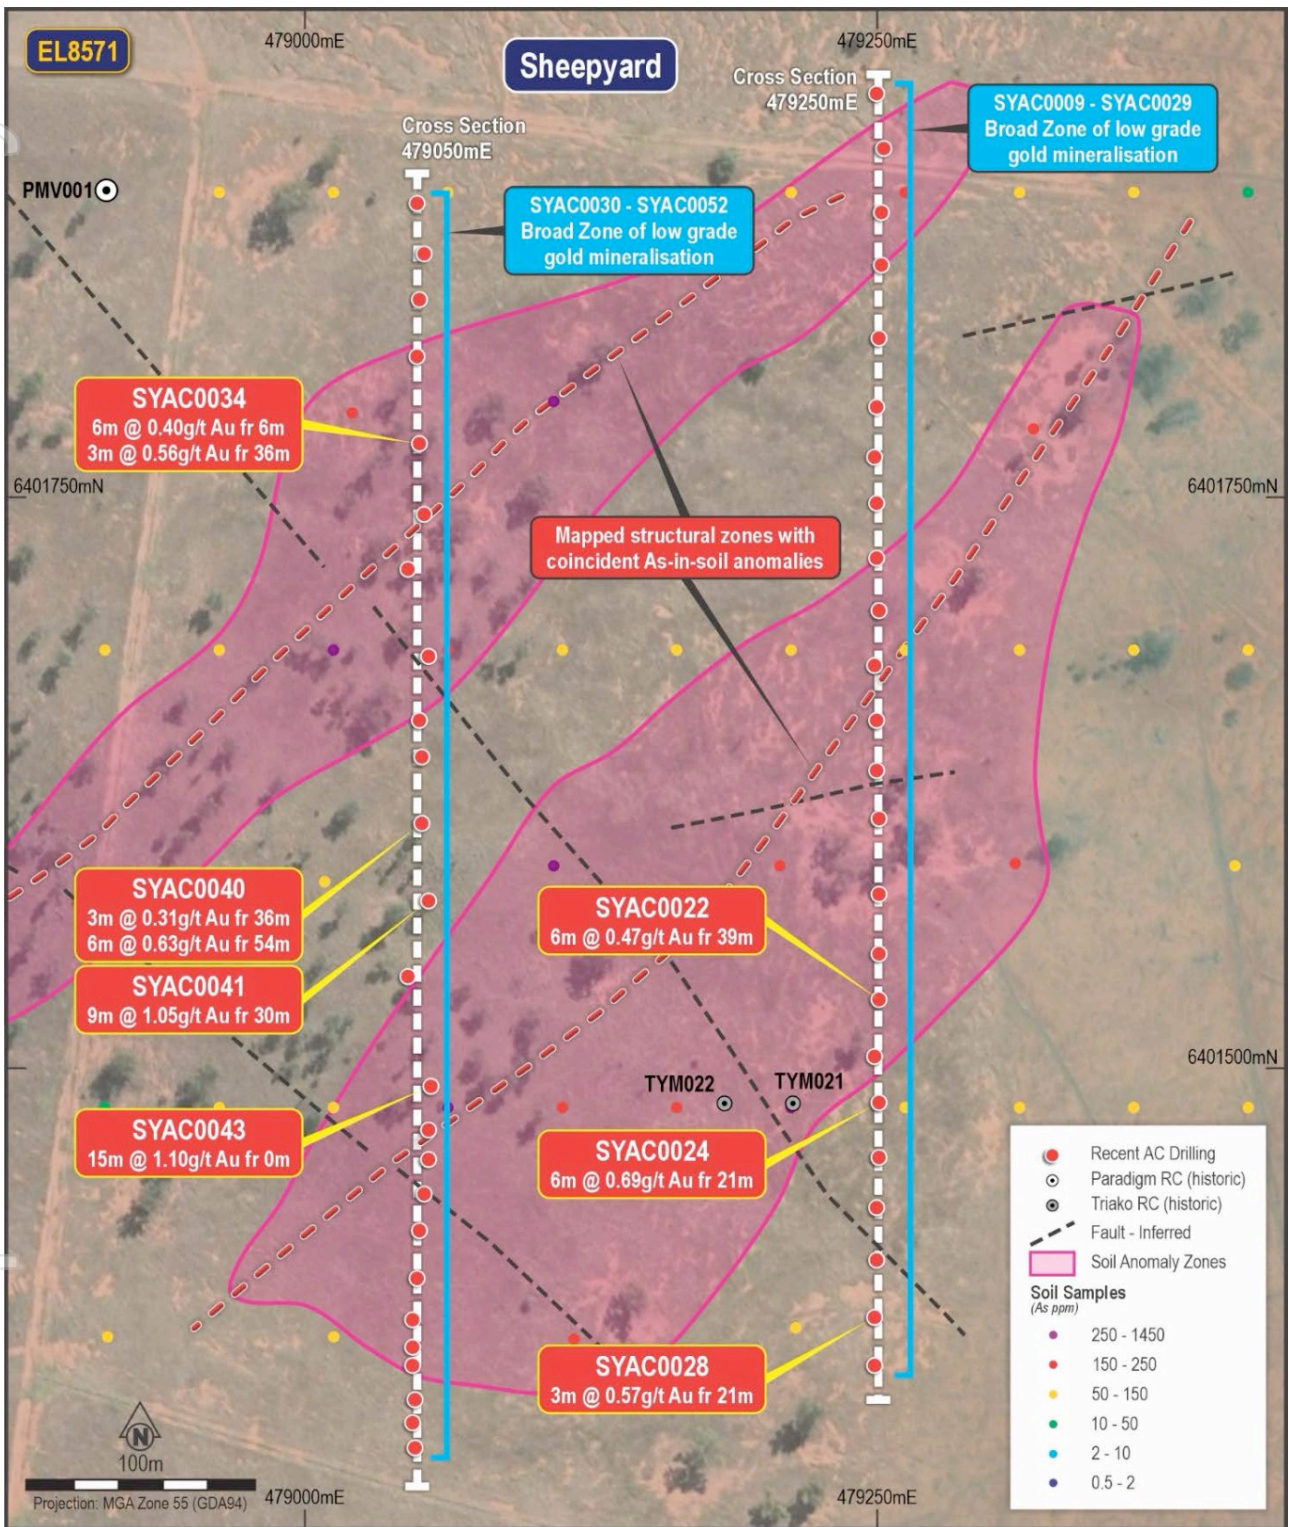 EL8571
479000mE
Sheepyard
479250mE
Cross Section
479250mE
SYAC0009 - SYAC0029
Broad Zone of low grade
gold mineralisation
Cross Section
479050mE
PMV001
SYAC0030 - SYAC0052
Broad Zone of low grade
gold mineralisation
SYAC0034
6m @ 0.40g/t Au fr 6m
3m @ 0.56g/t Au fr 36m
6401750mN
6401750mN
Mapped structural zones with
coincident As-in-soil anomalies
SYAC0040
3m @ 0.31g/t Au fr 36m
6m @ 0.63g/t Au fr 54m
SYAC0022
6m @ 0.47g/t Au fr 39m
SYAC0041
9m @ 1.05g/t Au fr 30m
6401500mN
TYM022
TYM021
SYAC0043
15m @ 1.10g/t Au fr 0m
SYAC0024
6m @ 0.69g/t Au fr 21m
SYAC0028
3m @ 0.57g/t Au fr 21m
Recent AC Drilling
Paradigm RC (historic)
Triako RC (historic)
Fault - Inferred
Soil Anomaly Zones
Soil Samples
(As ppm)
250 - 1450
150 - 250
50 - 150
10 - 50
2 - 10
0.5 - 2
N
100m
Projection: MGA Zone 55 (GDA94)
479000mE
479250mE